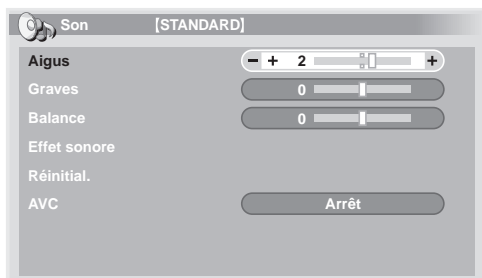 Son [STANDARD]
Aigus - + 2 +
Graves 0
Balance 0
Effet sonore
Réinitial.
AVC Arrêt